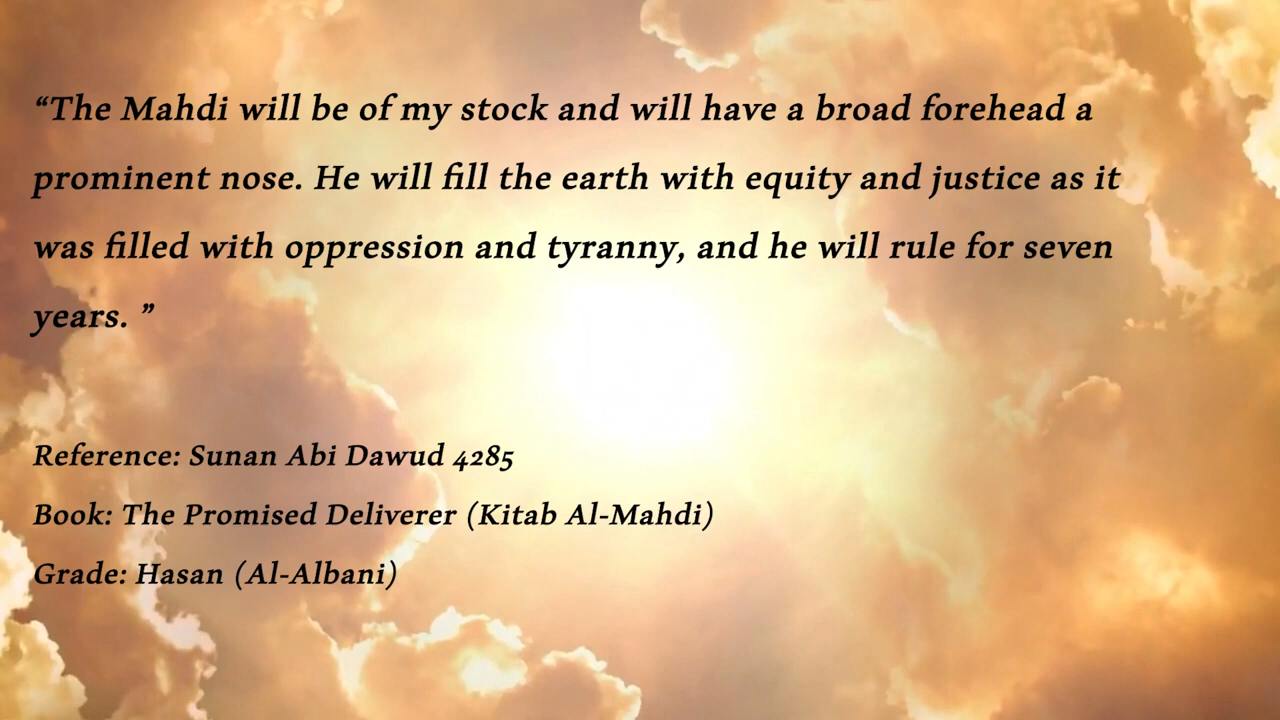 “The Mahdi will be of my stock and will have a broad forehead a
prominent nose. He will fill the earth with equity and justice as it
was filled with oppression and tyranny, and he will rule for seven
years. ”
Reference: Sunan Abi Dawud 4285
Book: The Promised Deliverer (Kitab Al-Mahdi)
Grade: Hasan (Al-Albani)